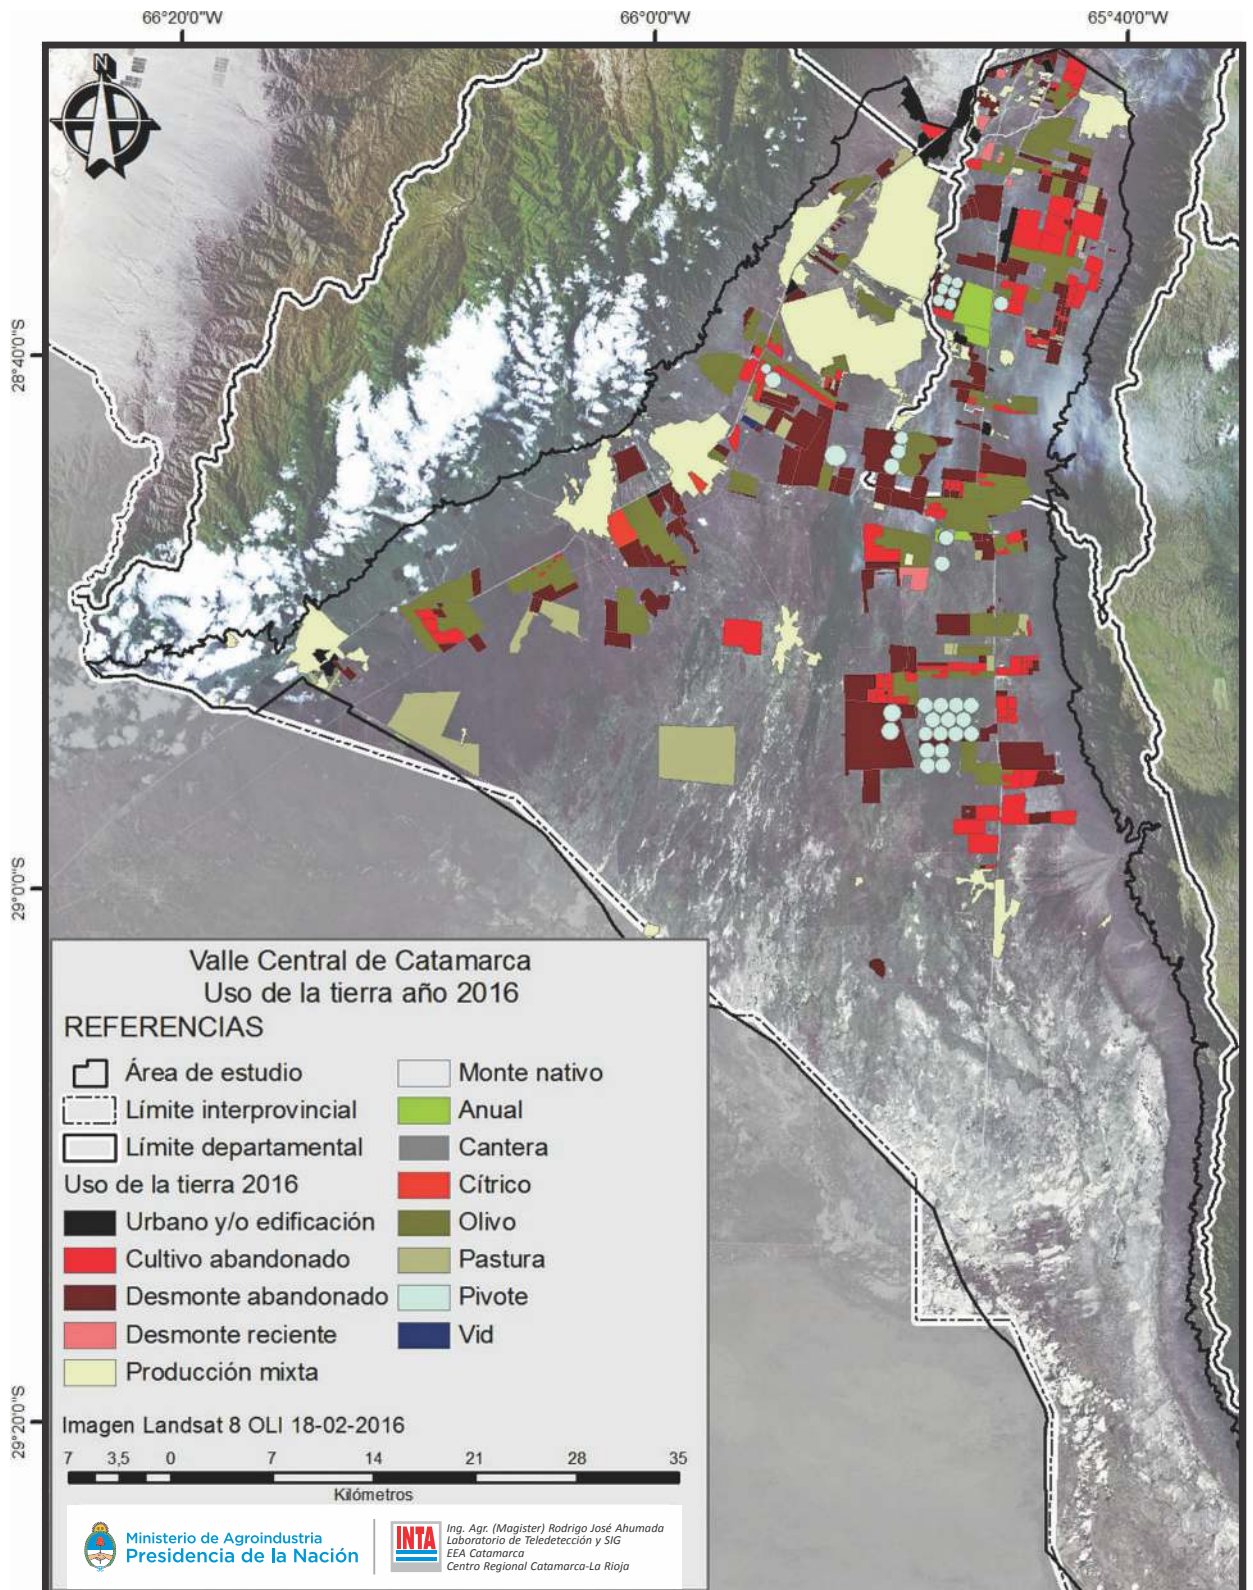 66°20'0"W
66°0'0"W
65°40'0"W
N
28°40'0"S
29°0'0"S
29°20'0"S
Valle Central de Catamarca
Uso de la tierra año 2016
REFERENCIAS
Área de estudio
Límite interprovincial
Límite departamental
Uso de la tierra 2016
Urbano y/o edificación
Cultivo abandonado
Desmonte abandonado
Desmonte reciente
Producción mixta
Monte nativo
Anual
Cantera
Cítrico
Olivo
Pastura
Pivote
Vid
Imagen Landsat 8 OLI 18-02-2016
7 3,5 0 7 14 21 28 35
Kilómetros
Ministerio de Agroindustria
Presidencia de la Nación
INTA
Ing. Agr. (Magister) Rodrigo José Ahumada
Laboratorio de Teledetección y SIG
EEA Catamarca
Centro Regional Catamarca-La Rioja